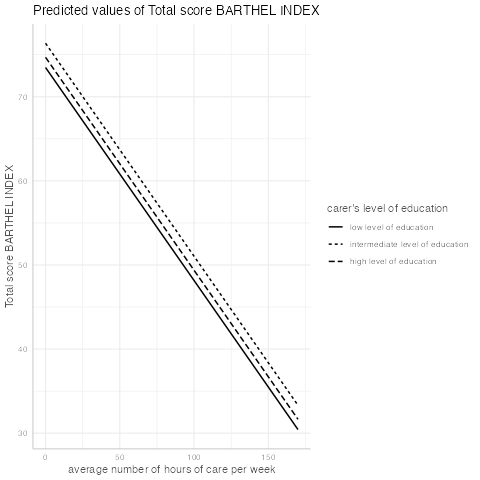 Predicted values of Total score BARTHEL INDEX
Total score BARTHEL INDEX
70
60
50
40
30
0
50
100
150
average number of hours of care per week
carer's level of education
low level of education
intermediate level of education
high level of education